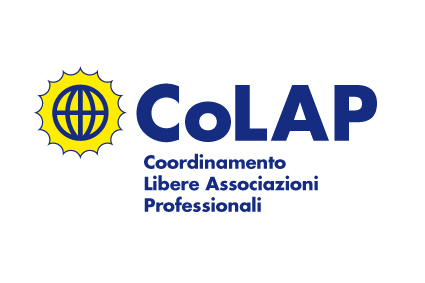 CoLAP
Coordinamento
Libere Associazioni
Professionali